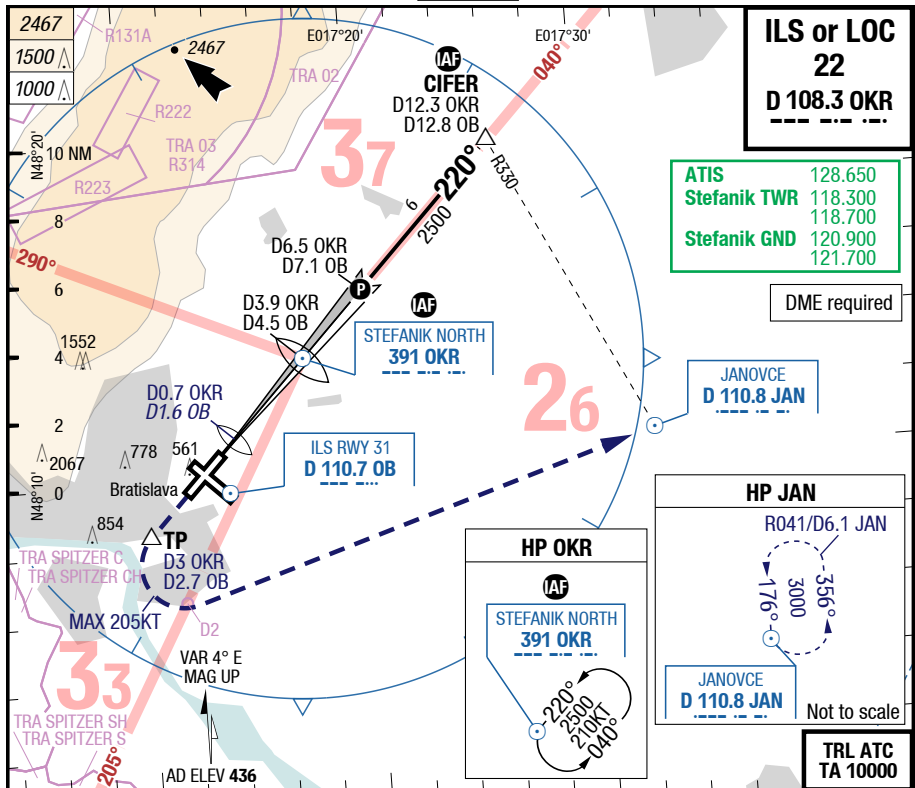 2467
1500
1000
R131A
2467
E017°20'
E017°30'
IAF
CIFER
D12.3 OKR
D12.8 OB
040°
TRA 02
R222
TRA 03
R314
R223
N48°20'
10 NM
8
6
4
2
0
N48°10'
37
220°
6
2500
R330
ILS or LOC
22
D 108.3 OKR
ATIS 128.650
Stefanik TWR 118.300
118.700
Stefanik GND 120.900
121.700
DME required
290°
D6.5 OKR
D7.1 OB
P
D3.9 OKR
D4.5 OB
IAF
STEFANIK NORTH
391 OKR
1552
26
JANOVCE
D 110.8 JAN
D0.7 OKR
D1.6 OB
ILS RWY 31
D 110.7 OB
2067
778
561
Bratislava
854
TP
D3 OKR
D2.7 OB
TRA SPITZER C
TRA SPITZER CH
MAX 205KT
D2
33
VAR 4° E
MAG UP
TRA SPITZER SH
TRA SPITZER S
205°
AD ELEV 436
HP OKR
IAF
STEFANIK NORTH
391 OKR
220°
2500
210KT
040°
HP JAN
R041/D6.1 JAN
176°
3000
356°
JANOVCE
D 110.8 JAN
Not to scale
TRL ATC
TA 10000